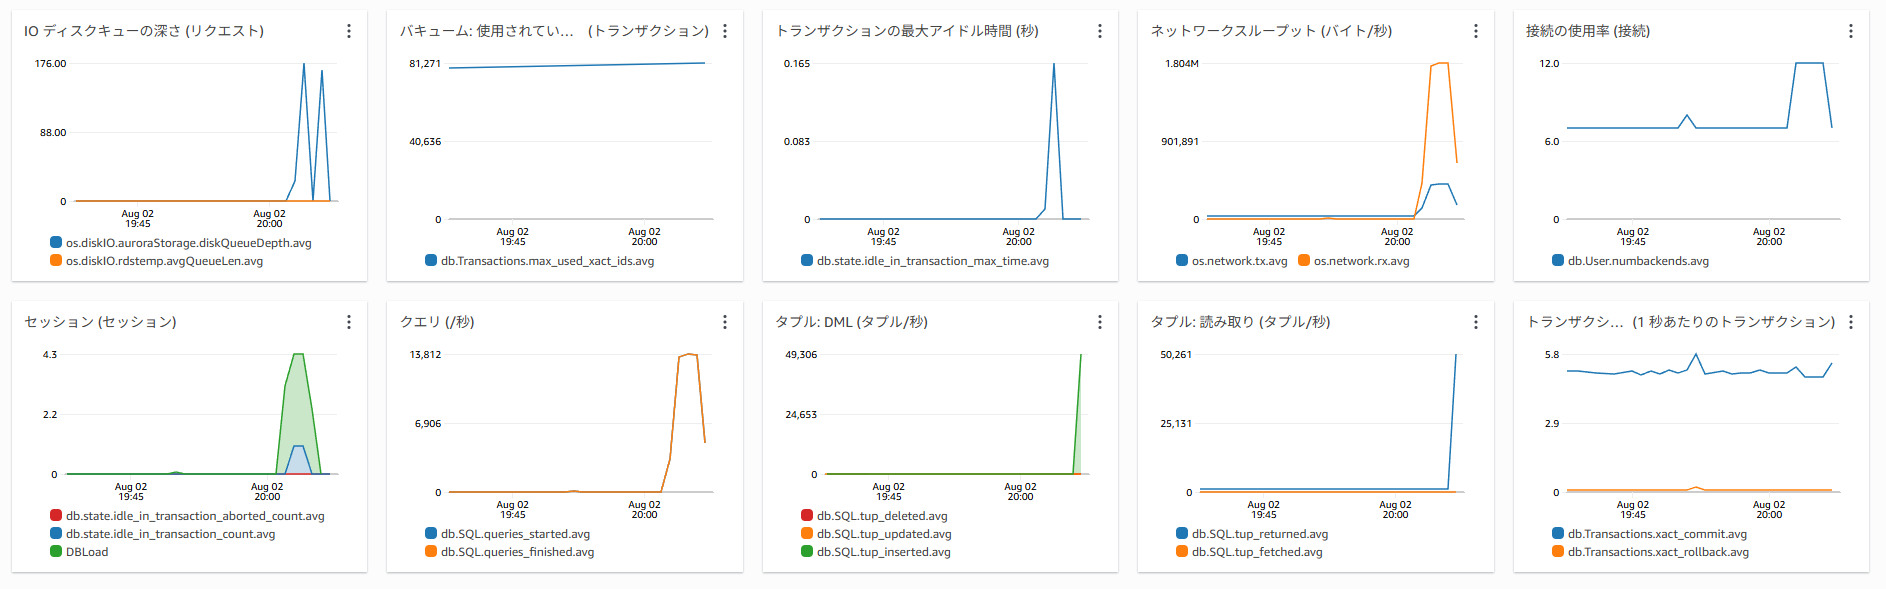 IO ディスクキューの深さ (リクエスト)
176.00
88.00
0
Aug 02
19:45
Aug 02
20:00
os.diskIO.auroraStorage.diskQueueDepth.avg
os.diskIO.rdstemp.avgQueueLen.avg
バキューム: 使用されてい... (トランザクション)
81,271
40,636
0
Aug 02
19:45
Aug 02
20:00
db.Transactions.max_used_xact_ids.avg
トランザクションの最大アイドル時間 (秒)
0.165
0.083
0
Aug 02
19:45
Aug 02
20:00
db.state.idle_in_transaction_max_time.avg
ネットワークスループット (バイト/秒)
1.804M
901,891
0
Aug 02
19:45
Aug 02
20:00
os.network.tx.avg os.network.rx.avg
接続の使用率 (接続)
12.0
6.0
0
Aug 02
19:45
Aug 02
20:00
db.User.numbackends.avg
セッション (セッション)
4.3
2.2
0
Aug 02
19:45
Aug 02
20:00
db.state.idle_in_transaction_aborted_count.avg
db.state.idle_in_transaction_count.avg
DBLoad
クエリ (/秒)
13,812
6,906
0
Aug 02
19:45
Aug 02
20:00
db.SQL.queries_started.avg
db.SQL.queries_finished.avg
タプル: DML (タプル/秒)
49,306
24,653
0
Aug 02
19:45
Aug 02
20:00
db.SQL.tup_deleted.avg
db.SQL.tup_updated.avg
db.SQL.tup_inserted.avg
タプル: 読み取り (タプル/秒)
50,261
25,131
0
Aug 02
19:45
Aug 02
20:00
db.SQL.tup_returned.avg
db.SQL.tup_fetched.avg
トランザクシ... (1 秒あたりのトランザクション)
5.8
2.9
0
Aug 02
19:45
Aug 02
20:00
db.Transactions.xact_commit.avg
db.Transactions.xact_rollback.avg